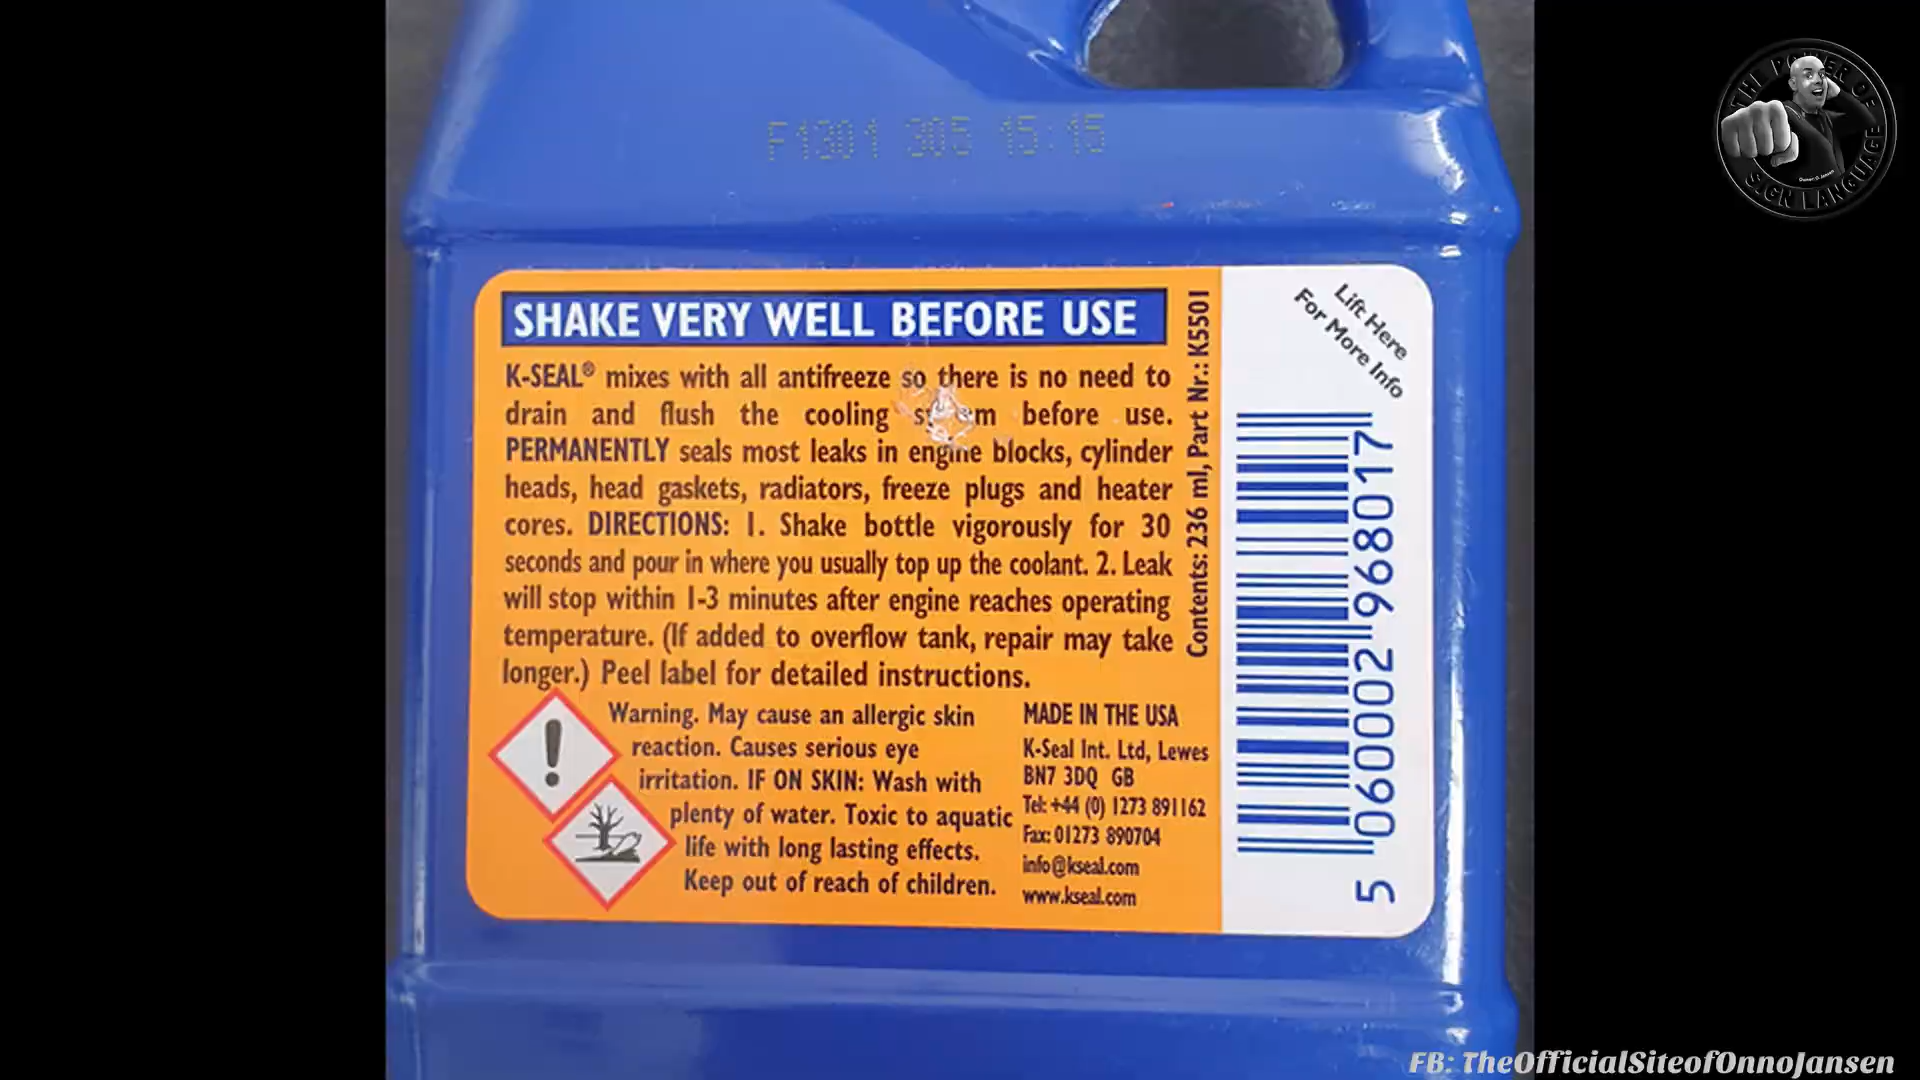 F1301 305 15:15
SHAKE VERY WELL BEFORE USE
K-SEAL® mixes with all antifreeze so there is no need to
drain and flush the cooling before use.
PERMANENTLY seals most leaks in engine blocks, cylinder
heads, head gaskets, radiators, freeze plugs and heater
cores. DIRECTIONS: 1. Shake bottle vigorously for 30
seconds and pour in where you usually top up the coolant. 2. Leak
will stop within 1-3 minutes after engine reaches operating
temperature. (If added to overflow tank, repair may take
longer.) Peel label for detailed instructions.
Warning. May cause an allergic skin
reaction. Causes serious eye
irritation. IF ON SKIN: Wash with
plenty of water. Toxic to aquatic
life with long lasting effects.
Keep out of reach of children.
MADE IN THE USA
K-Seal Int. Ltd, Lewes
BN7 3DQ GB
Tel: +44 (0) 1273 891162
Fax: 01273 890704
info@kseal.com
www.kseal.com
Contents: 236 ml, Part Nr.: K5501
Lift Here
For More Info
5 060002 968017
THE POWER OF
SIGN LANGUAGE
FB: TheOfficialSiteofOnnoJansen